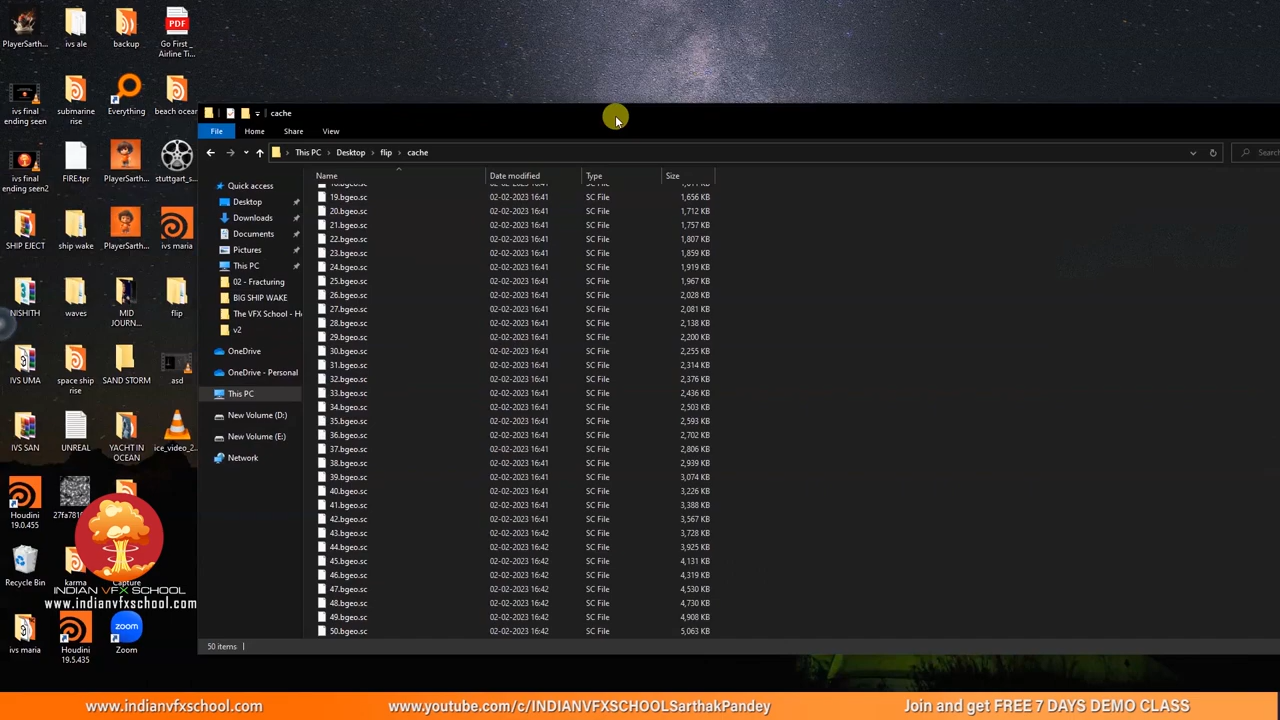 PlayerSarth...
ivs ale
backup
PDF
Go First_
Airline Ti...
ivs final
ending seen
submarine
rise
Everything
beach ocean
ivs final
ending seen2
FIRE.tpr
PlayerSarth...
stuttgart_s...
SHIP EJECT
ship wake
PlayerSarth...
ivs maria
NISHITH
waves
MID
JOURN...
flip
IVS UMA
space ship
rise
SAND STORM
asd
IVS SAN
UNREAL
YACHT IN
OCEAN
ice_video_2...
Houdini
19.0.455
Recycle Bin
karma
Capture
INDIAN VFX SCHOOL
www.indianvfxschool.com
ivs maria
Houdini
19.5.435
zoom
Zoom
cache
File Home Share View
This PC > Desktop > flip > cache
Search
Name Date modified Type Size
Quick access
Desktop
Downloads
Documents
Pictures
This PC
02 - Fracturing
BIG SHIP WAKE
The VFX School - Ho
v2
OneDrive
OneDrive - Personal
This PC
New Volume (D:)
New Volume (E:)
Network
19.bgeo.sc 02-02-2023 16:41 SC File 1,656 KB
20.bgeo.sc 02-02-2023 16:41 SC File 1,712 KB
21.bgeo.sc 02-02-2023 16:41 SC File 1,757 KB
22.bgeo.sc 02-02-2023 16:41 SC File 1,807 KB
23.bgeo.sc 02-02-2023 16:41 SC File 1,859 KB
24.bgeo.sc 02-02-2023 16:41 SC File 1,919 KB
25.bgeo.sc 02-02-2023 16:41 SC File 1,967 KB
26.bgeo.sc 02-02-2023 16:41 SC File 2,028 KB
27.bgeo.sc 02-02-2023 16:41 SC File 2,081 KB
28.bgeo.sc 02-02-2023 16:41 SC File 2,138 KB
29.bgeo.sc 02-02-2023 16:41 SC File 2,200 KB
30.bgeo.sc 02-02-2023 16:41 SC File 2,255 KB
31.bgeo.sc 02-02-2023 16:41 SC File 2,314 KB
32.bgeo.sc 02-02-2023 16:41 SC File 2,376 KB
33.bgeo.sc 02-02-2023 16:41 SC File 2,436 KB
34.bgeo.sc 02-02-2023 16:41 SC File 2,503 KB
35.bgeo.sc 02-02-2023 16:41 SC File 2,593 KB
36.bgeo.sc 02-02-2023 16:41 SC File 2,702 KB
37.bgeo.sc 02-02-2023 16:41 SC File 2,806 KB
38.bgeo.sc 02-02-2023 16:41 SC File 2,939 KB
39.bgeo.sc 02-02-2023 16:41 SC File 3,074 KB
40.bgeo.sc 02-02-2023 16:41 SC File 3,226 KB
41.bgeo.sc 02-02-2023 16:41 SC File 3,388 KB
42.bgeo.sc 02-02-2023 16:41 SC File 3,567 KB
43.bgeo.sc 02-02-2023 16:42 SC File 3,728 KB
44.bgeo.sc 02-02-2023 16:42 SC File 3,925 KB
45.bgeo.sc 02-02-2023 16:42 SC File 4,131 KB
46.bgeo.sc 02-02-2023 16:42 SC File 4,319 KB
47.bgeo.sc 02-02-2023 16:42 SC File 4,530 KB
48.bgeo.sc 02-02-2023 16:42 SC File 4,730 KB
49.bgeo.sc 02-02-2023 16:42 SC File 4,908 KB
50.bgeo.sc 02-02-2023 16:42 SC File 5,063 KB
50 items
www.indianvfxschool.com
www.youtube.com/c/INDIANVFXSCHOOLSarthakPandey
Join and get FREE 7 DAYS DEMO CLASS